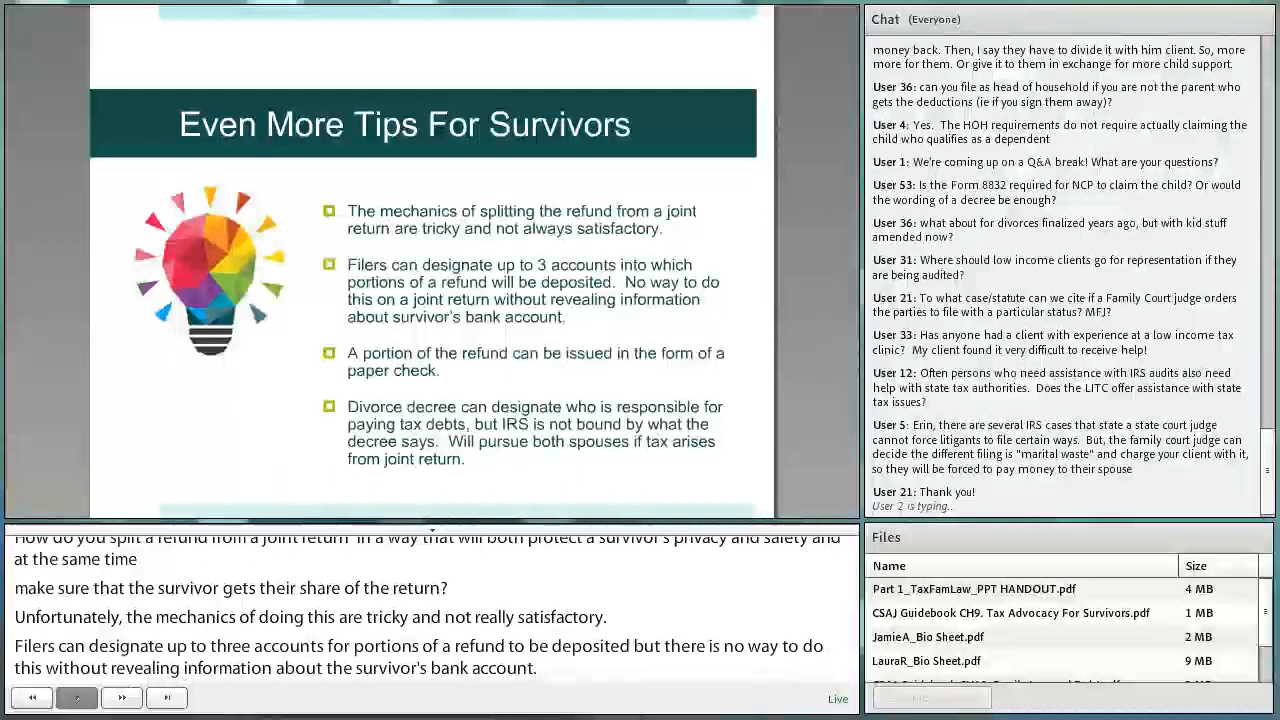 Even More Tips For Survivors
The mechanics of splitting the refund from a joint
return are tricky and not always satisfactory.
Filers can designate up to 3 accounts into which
portions of a refund will be deposited. No way to do
this on a joint return without revealing information
about survivor's bank account.
A portion of the refund can be issued in the form of a
paper check.
Divorce decree can designate who is responsible for
paying tax debts, but IRS is not bound by what the
decree says. Will pursue both spouses if tax arises
from joint return.
How do you split a refund from a joint return in a way that will both protect a survivor's privacy and safety and
at the same time
make sure that the survivor gets their share of the return?
Unfortunately, the mechanics of doing this are tricky and not really satisfactory.
Filers can designate up to three accounts for portions of a refund to be deposited but there is no way to do
this without revealing information about the survivor's bank account.
Live
Chat (Everyone)
money back. Then, I say they have to divide it with him client. So, more
more for them. Or give it to them in exchange for more child support.
User 36: can you file as head of household if you are not the parent who
gets the deductions (ie if you sign them away)?
User 4: Yes. The HOH requirements do not require actually claiming the
child who qualifies as a dependent
User 1: We're coming up on a Q&A break! What are your questions?
User 53: Is the Form 8832 required for NCP to claim the child? Or would
the wording of a decree be enough?
User 36: what about for divorces finalized years ago, but with kid stuff
amended now?
User 31: Where should low income clients go for representation if they
are being audited?
User 21: To what case/statute can we cite if a Family Court judge orders
the parties to file with a particular status? MFJ?
User 33: Has anyone had a client with experience at a low income tax
clinic? My client found it very difficult to receive help!
User 12: Often persons who need assistance with IRS audits also need
help with state tax authorities. Does the LITC offer assistance with state
tax issues?
User 5: Erin, there are several IRS cases that state a state court judge
cannot force litigants to file certain ways. But, the family court judge can
decide the different filing is "marital waste" and charge your client with it,
so they will be forced to pay money to their spouse
User 21: Thank you!
User 2 is typing..
Files
Name Size
Part 1_TaxFamLaw_PPT HANDOUT.pdf 4 MB
CSAJ Guidebook CH9. Tax Advocacy For Survivors.pdf 1 MB
JamieA_Bio Sheet.pdf 2 MB
LauraR_Bio Sheet.pdf 9 MB